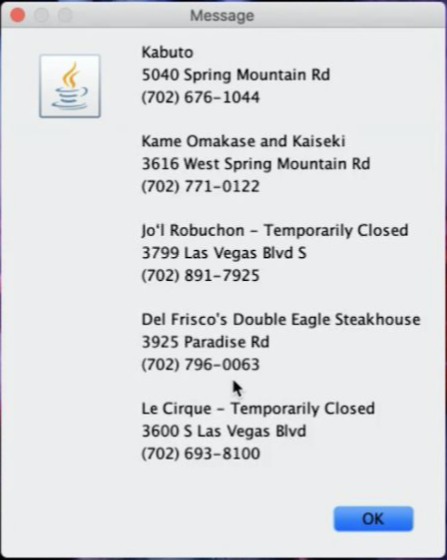 Message
Kabuto
5040 Spring Mountain Rd
(702) 676-1044
Kame Omakase and Kaiseki
3616 West Spring Mountain Rd
(702) 771-0122
Jo'l Robuchon - Temporarily Closed
3799 Las Vegas Blvd S
(702) 891-7925
Del Frisco's Double Eagle Steakhouse
3925 Paradise Rd
(702) 796-0063
Le Cirque - Temporarily Closed
3600 S Las Vegas Blvd
(702) 693-8100
OK